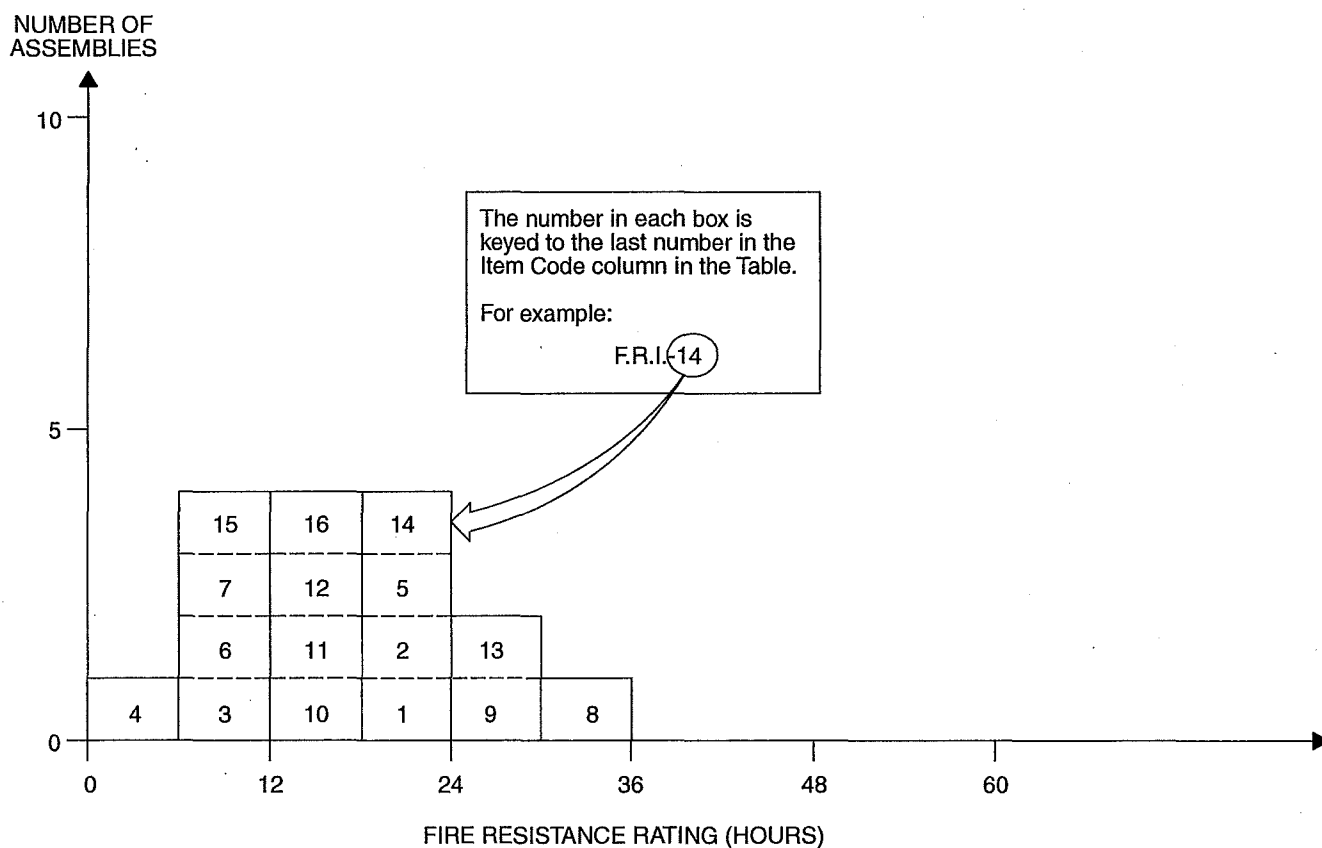 NUMBER OF
ASSEMBLIES
10
The number in each box is
keyed to the last number in the
Item Code column in the Table.
For example:
F.R.I.-14
5
15 16 14
7 12 5
6 11 2 13
4 3 10 1 9 8
0
0 12 24 36 48 60
FIRE RESISTANCE RATING (HOURS)